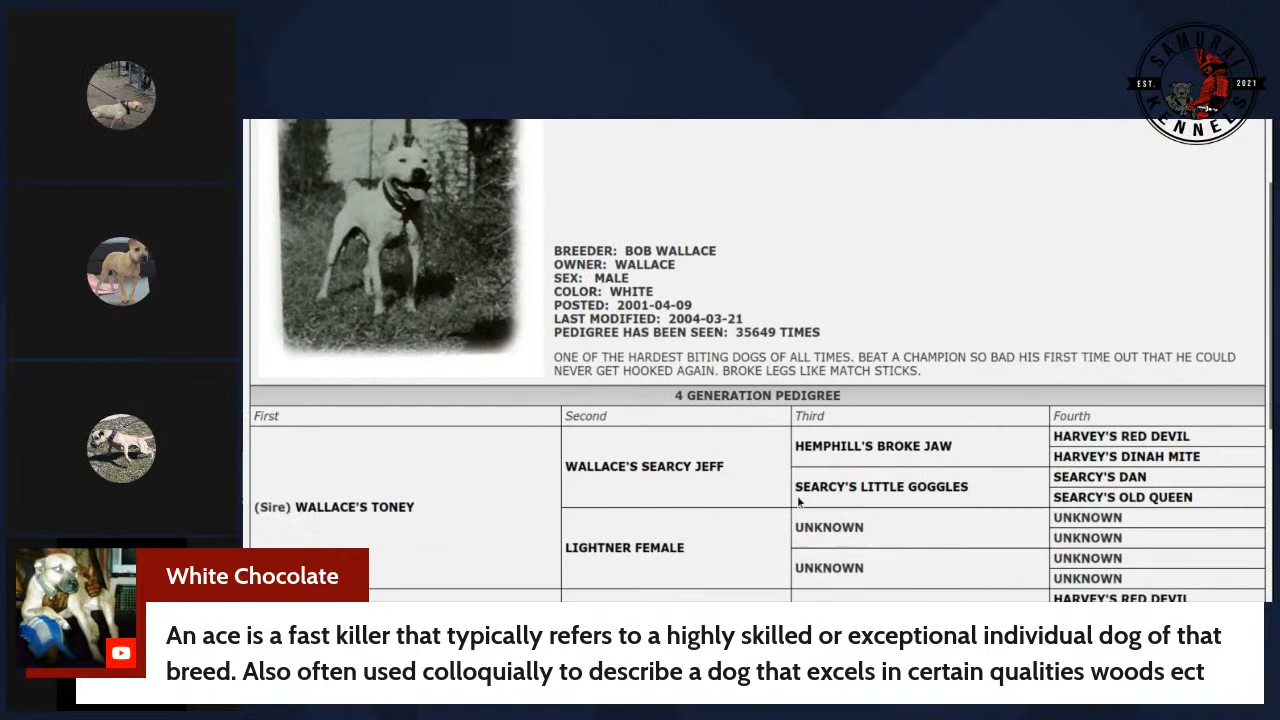 SAMURAI
EST. 2021
KENNELS
BREEDER: BOB WALLACE
OWNER: WALLACE
SEX: MALE
COLOR: WHITE
POSTED: 2001-04-09
LAST MODIFIED: 2004-03-21
PEDIGREE HAS BEEN SEEN: 35649 TIMES
ONE OF THE HARDEST BITING DOGS OF ALL TIMES. BEAT A CHAMPION SO BAD HIS FIRST TIME OUT THAT HE COULD
NEVER GET HOOKED AGAIN. BROKE LEGS LIKE MATCH STICKS.
4 GENERATION PEDIGREE
First Second Third Fourth
HARVEY'S RED DEVIL
HEMPHILL'S BROKE JAW
HARVEY'S DINAH MITE
WALLACE'S SEARCY JEFF
SEARCY'S DAN
SEARCY'S LITTLE GOGGLES
SEARCY'S OLD QUEEN
(Sire) WALLACE'S TONEY
UNKNOWN
UNKNOWN
UNKNOWN
LIGHTNER FEMALE
UNKNOWN
UNKNOWN
UNKNOWN
HARVEY'S RED DEVIL
White Chocolate
An ace is a fast killer that typically refers to a highly skilled or exceptional individual dog of that
breed. Also often used colloquially to describe a dog that excels in certain qualities woods ect